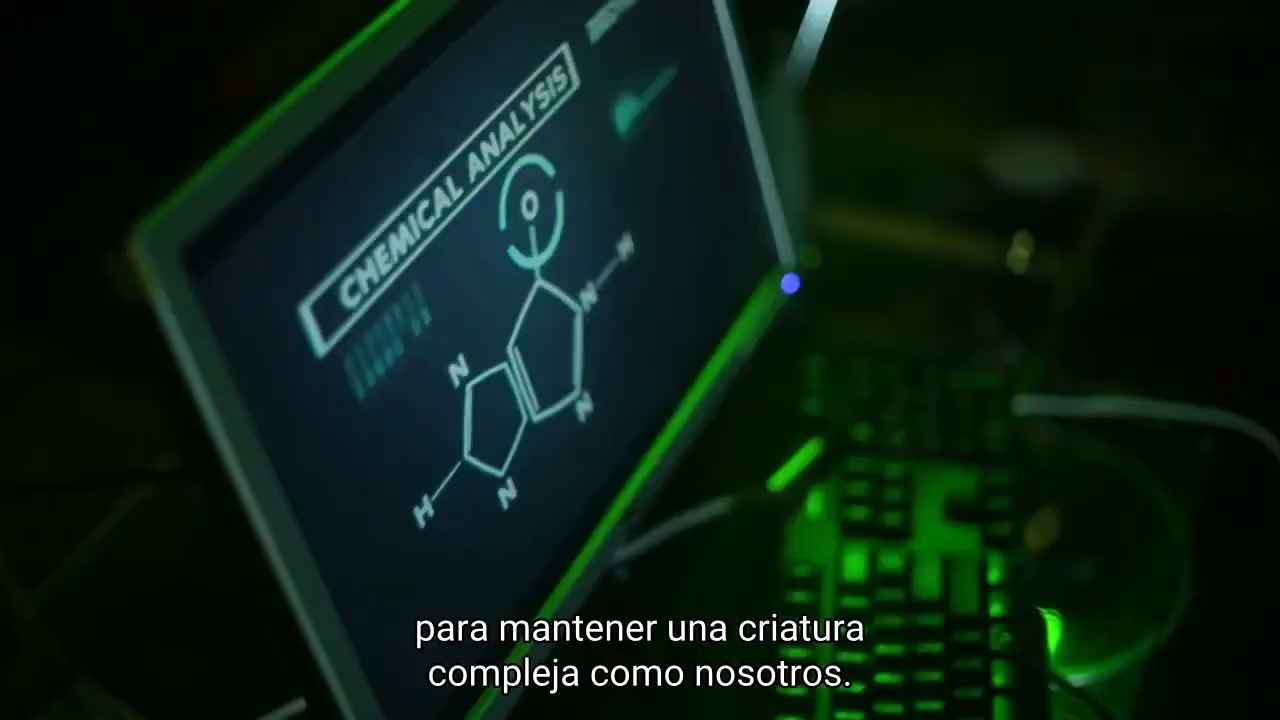 CHEMICAL ANALYSIS
O
H
N
N
N
H
N
para mantener una criatura
compleja como nosotros.